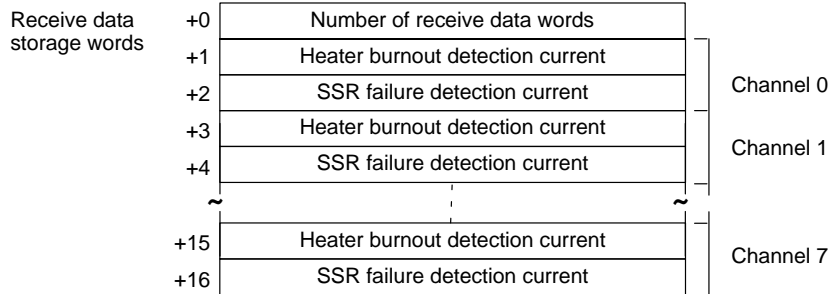 Receive data
storage words
+0 Number of receive data words
+1 Heater burnout detection current
+2 SSR failure detection current
Channel 0
+3 Heater burnout detection current
+4 SSR failure detection current
Channel 1
+15 Heater burnout detection current
+16 SSR failure detection current
Channel 7